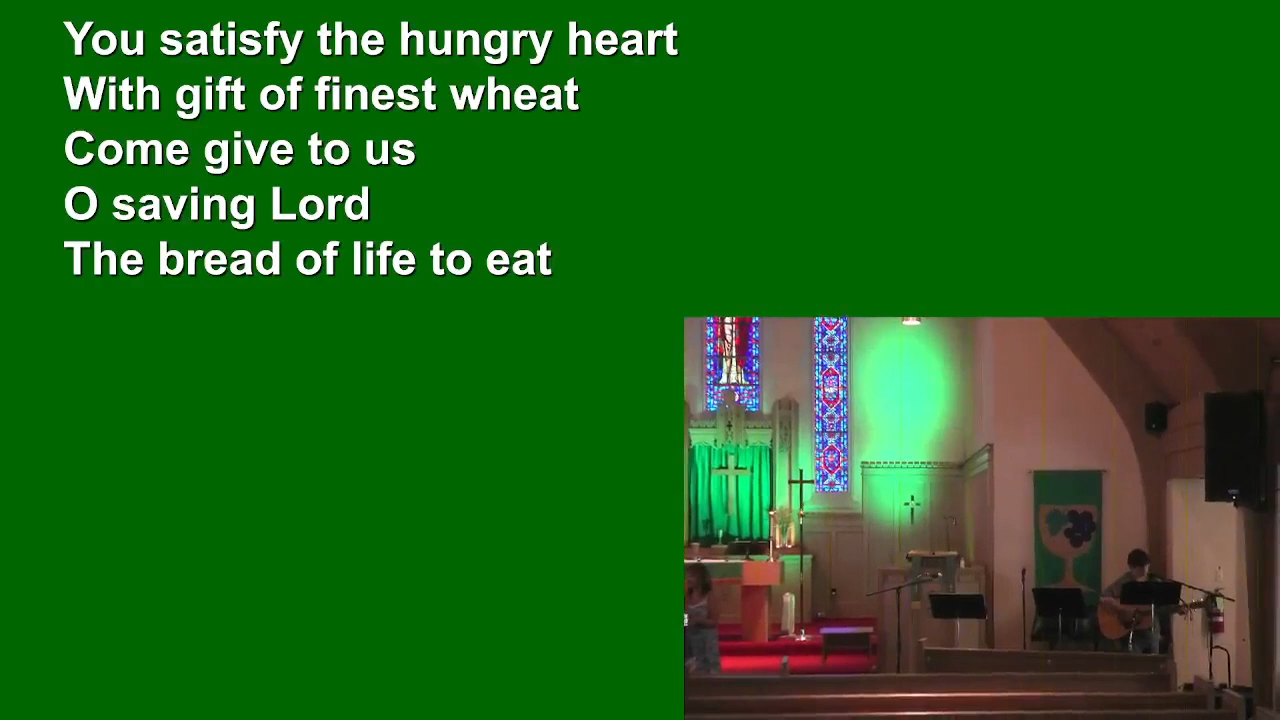 You satisfy the hungry heart
With gift of finest wheat
Come give to us
O saving Lord
The bread of life to eat